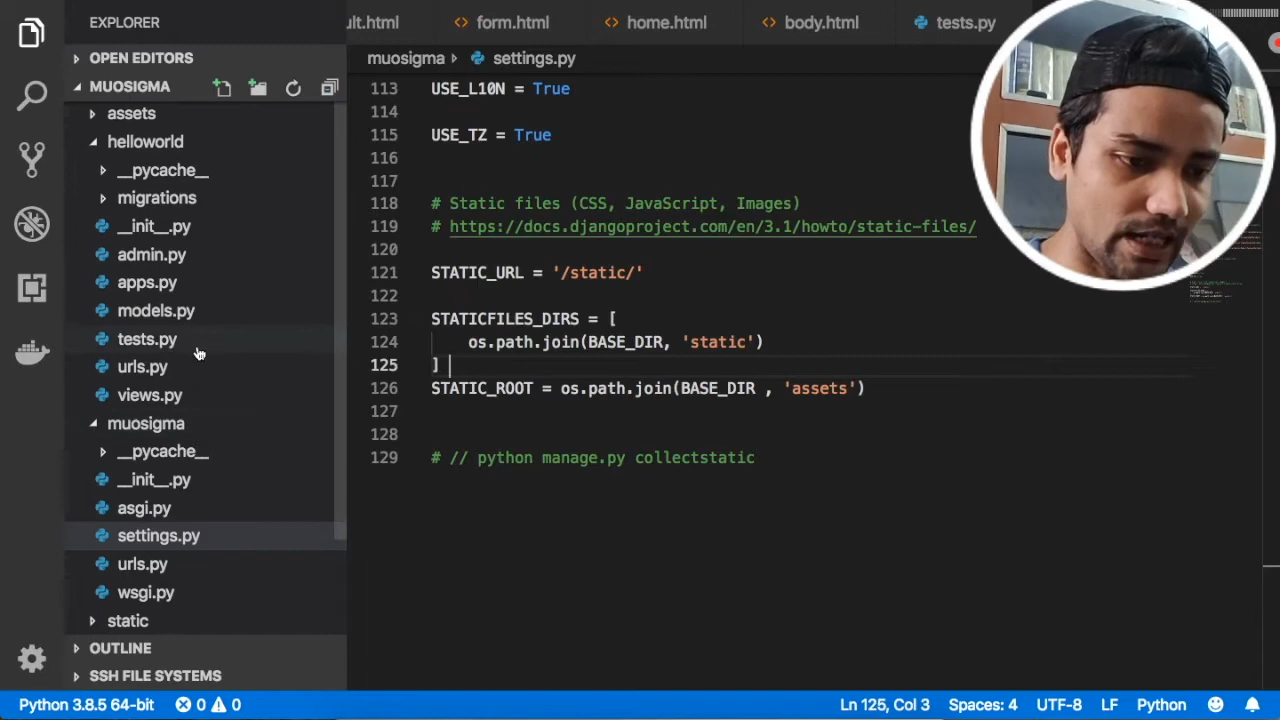 EXPLORER
OPEN EDITORS
MUOSIGMA
assets
helloworld
__pycache__
migrations
__init__.py
admin.py
apps.py
models.py
tests.py
urls.py
views.py
muosigma
__pycache__
__init__.py
asgi.py
settings.py
urls.py
wsgi.py
static
OUTLINE
SSH FILE SYSTEMS
ult.html
form.html
home.html
body.html
tests.py
muosigma
settings.py
113 USE_L10N = True
114
115 USE_TZ = True
116
117
118 # Static files (CSS, JavaScript, Images)
119 # https://docs.djangoproject.com/en/3.1/howto/static-files/
120
121 STATIC_URL = '/static/'
122
123 STATICFILES_DIRS = [
124 os.path.join(BASE_DIR, 'static')
125 ]
126 STATIC_ROOT = os.path.join(BASE_DIR , 'assets')
127
128
129 # // python manage.py collectstatic
Python 3.8.5 64-bit 0 0 Ln 125, Col 3 Spaces: 4 UTF-8 LF Python